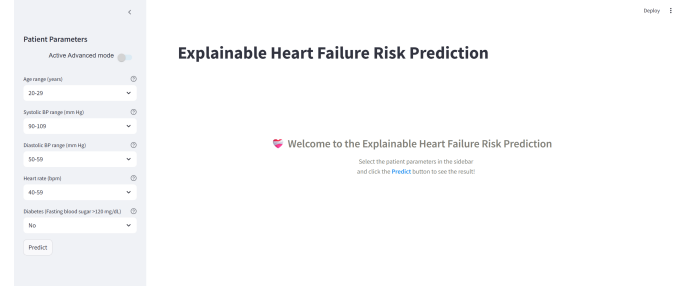 Deploy
Patient Parameters
Active Advanced mode
Age range (years)
20-29
Systolic BP range (mm Hg)
90-109
Diastolic BP range (mm Hg)
50-59
Heart rate (bpm)
40-59
Diabetes (Fasting blood sugar >120 mg/dL)
No
Predict
Explainable Heart Failure Risk Prediction
Welcome to the Explainable Heart Failure Risk Prediction
Select the patient parameters in the sidebar
and click the Predict button to see the result!